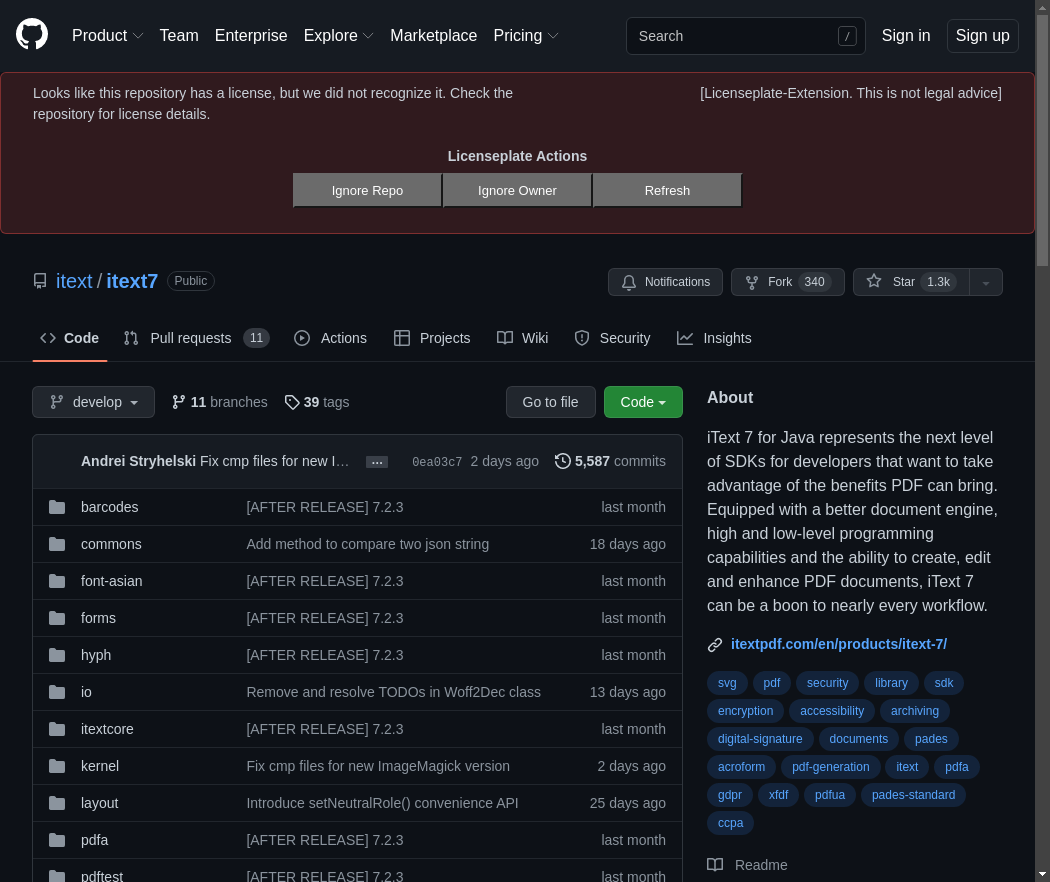 Product Team Enterprise Explore Marketplace Pricing Search / Sign in Sign up
Looks like this repository has a license, but we did not recognize it. Check the
repository for license details.
[Licenseplate-Extension. This is not legal advice]
Licenseplate Actions
Ignore Repo Ignore Owner Refresh
itext / itext7 Public Notifications Fork 340 Star 1.3k
Code Pull requests 11 Actions Projects Wiki Security Insights
develop 11 branches 39 tags Go to file Code
Andrei Stryhelski Fix cmp files for new I… … 0ea03c7 2 days ago 5,587 commits
barcodes [AFTER RELEASE] 7.2.3 last month
commons Add method to compare two json string 18 days ago
font-asian [AFTER RELEASE] 7.2.3 last month
forms [AFTER RELEASE] 7.2.3 last month
hyph [AFTER RELEASE] 7.2.3 last month
io Remove and resolve TODOs in Woff2Dec class 13 days ago
itextcore [AFTER RELEASE] 7.2.3 last month
kernel Fix cmp files for new ImageMagick version 2 days ago
layout Introduce setNeutralRole() convenience API 25 days ago
pdfa [AFTER RELEASE] 7.2.3 last month
pdftest [AFTER RELEASE] 7.2.3 last month
About
iText 7 for Java represents the next level
of SDKs for developers that want to take
advantage of the benefits PDF can bring.
Equipped with a better document engine,
high and low-level programming
capabilities and the ability to create, edit
and enhance PDF documents, iText 7
can be a boon to nearly every workflow.
itextpdf.com/en/products/itext-7/
svg pdf security library sdk
encryption accessibility archiving
digital-signature documents pades
acroform pdf-generation itext pdfa
gdpr xfdf pdfua pades-standard
ccpa
Readme